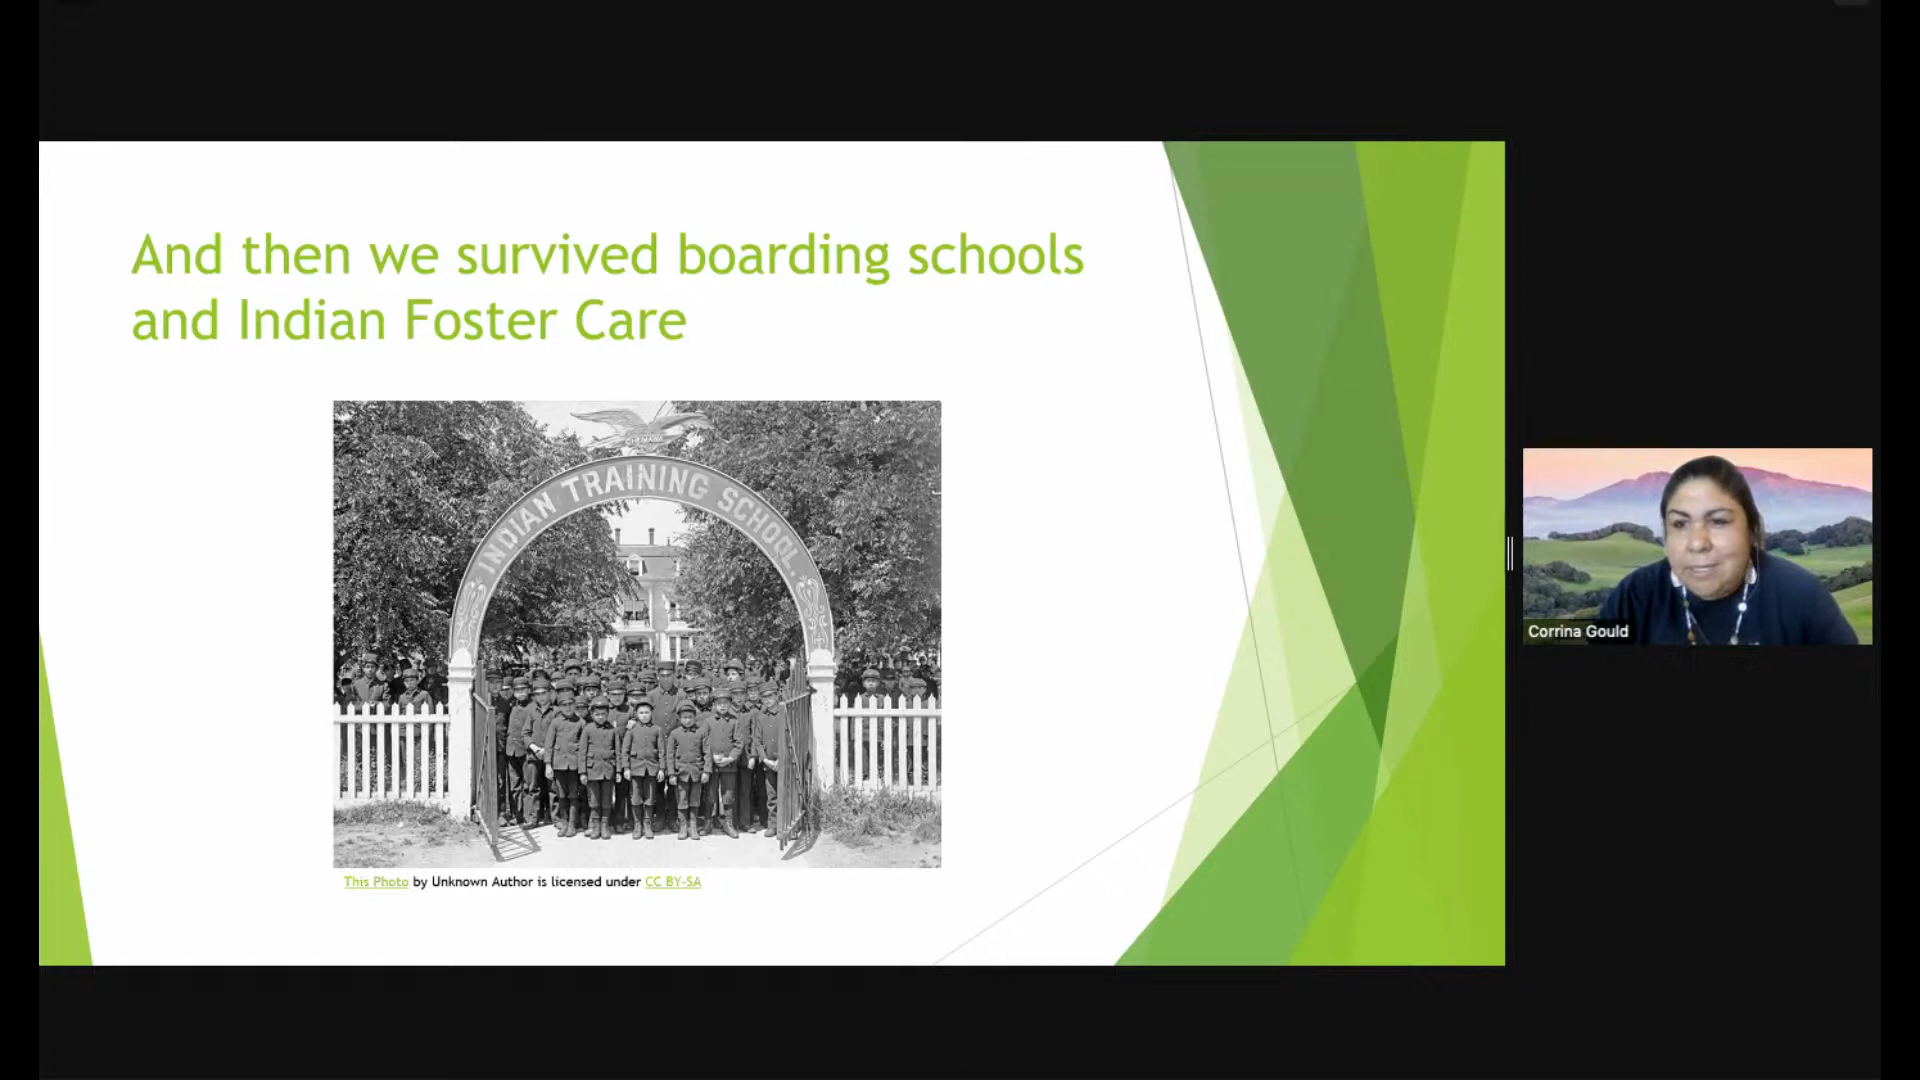 And then we survived boarding schools
and Indian Foster Care
CHEMAWA
INDIAN TRAINING SCHOOL.
This Photo by Unknown Author is licensed under CC BY-SA
Corrina Gould